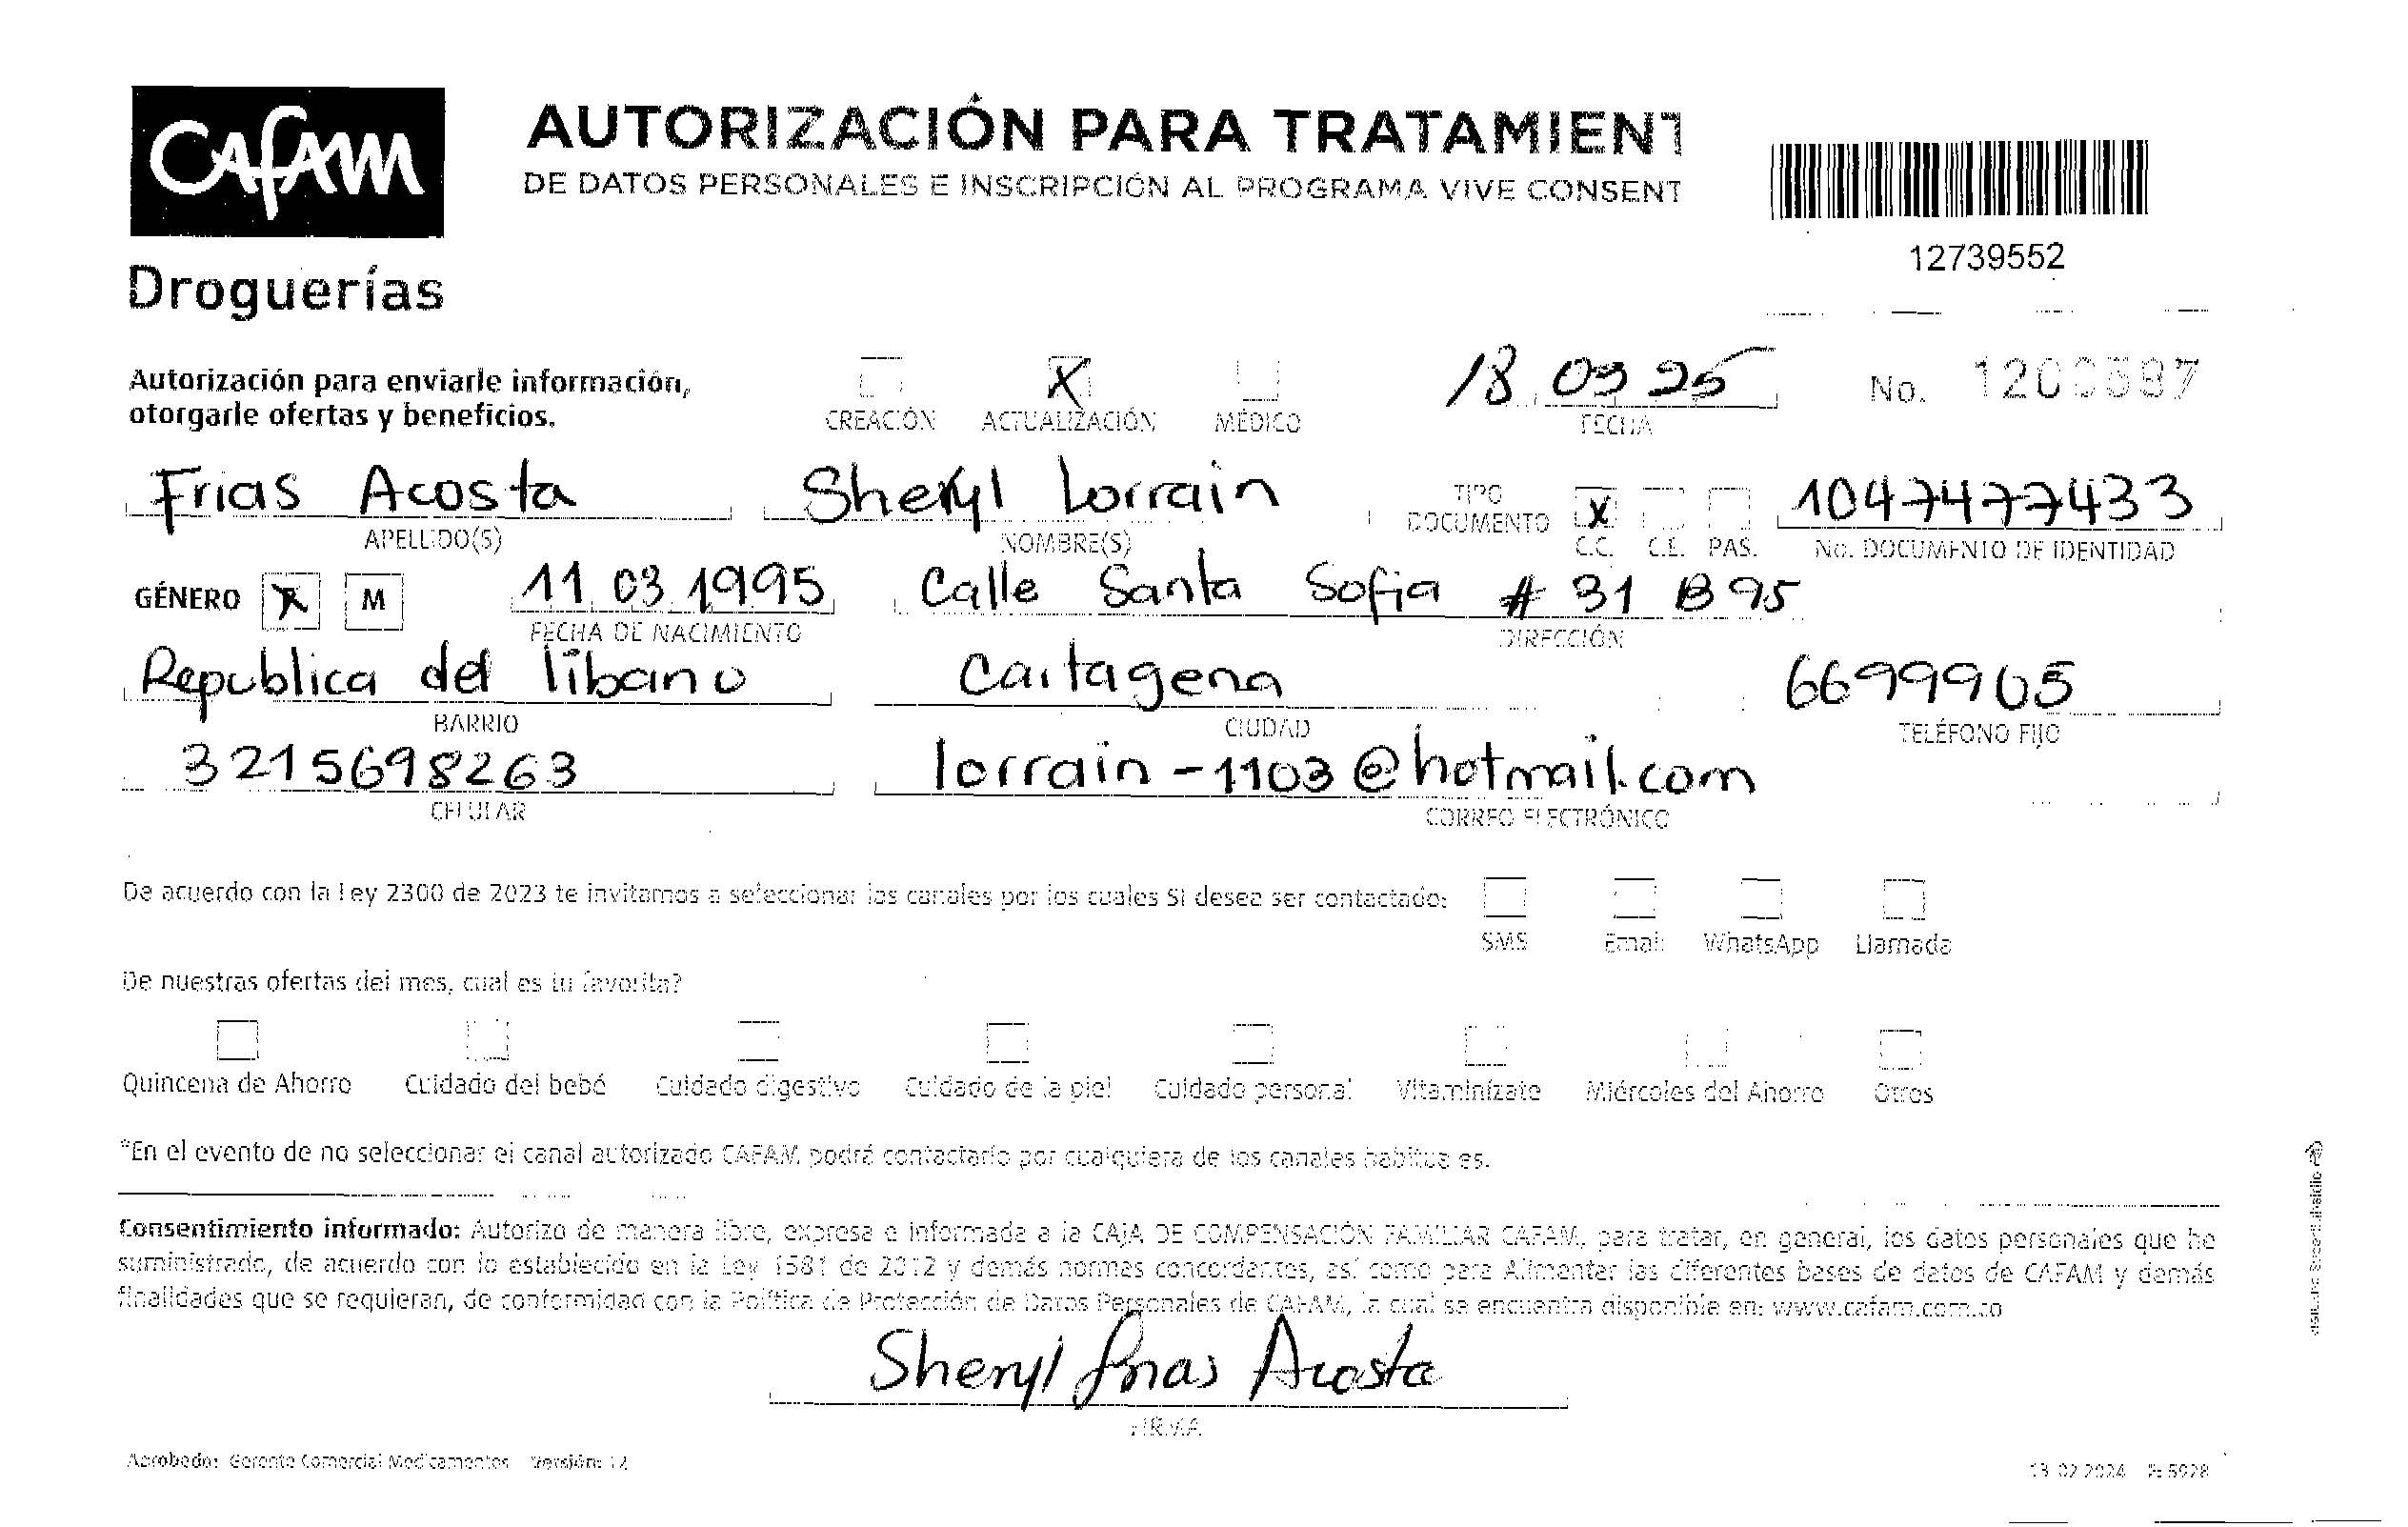 CAFAM
Droguerías
AUTORIZACIÓN PARA TRATAMIENT
DE DATOS PERSONALES E INSCRIPCIÓN AL PROGRAMA VIVE CONSENT
12739552
Autorización para enviarle información,
otorgarle ofertas y beneficios.
CREACIÓN X ACTUALIZACIÓN MÉDICO
18 03 25
FECHA
No.
Frias Acosta
APELLIDO(S)
Sheryl Lorrain
NOMBRE(S)
TIPO DOCUMENTO X C.C. C.E. PAS.
1047477433
No. DOCUMENTO DE IDENTIDAD
GÉNERO X M
11 03 1995
FECHA DE NACIMIENTO
Calle Santa Sofia # 31 B 95
DIRECCIÓN
Republica del libano
BARRIO
Cartagena
CIUDAD
6699905
TELÉFONO FIJO
3215698263
CELULAR
lorrain-1103@hotmail.com
CORREO ELECTRÓNICO
De acuerdo con la Ley 2300 de 2023 te invitamos a seleccionar los canales por los cuales SI desea ser contactado:
SMS Email WhatsApp Llamada
De nuestras ofertas del mes, cual es tu favorita?
Quincena de Ahorro Cuidado del bebé Cuidado digestivo Cuidado de la piel Cuidado personal Vitaminízate Miércoles del Ahorro Otros
*En el evento de no seleccionar el canal autorizado CAFAM podrá contactarlo por cualquiera de los canales habituales.
Consentimiento informado: Autorizo de manera libre, expresa e informada a la CAJA DE COMPENSACIÓN FAMILIAR CAFAM, para tratar, en general, los datos personales que he
suministrado, de acuerdo con lo establecido en la Ley 1581 de 2012 y demás normas concordantes, así como para Alimentar las diferentes bases de datos de CAFAM y demás
finalidades que se requieran, de conformidad con la Política de Protección de Datos Personales de CAFAM, la cual se encuentra disponible en: www.cafam.com.co
Sheryl Frias Acosta
FIRMA
Aprobado: Gerente Comercial Medicamentos Versión: 12
13 02 2024